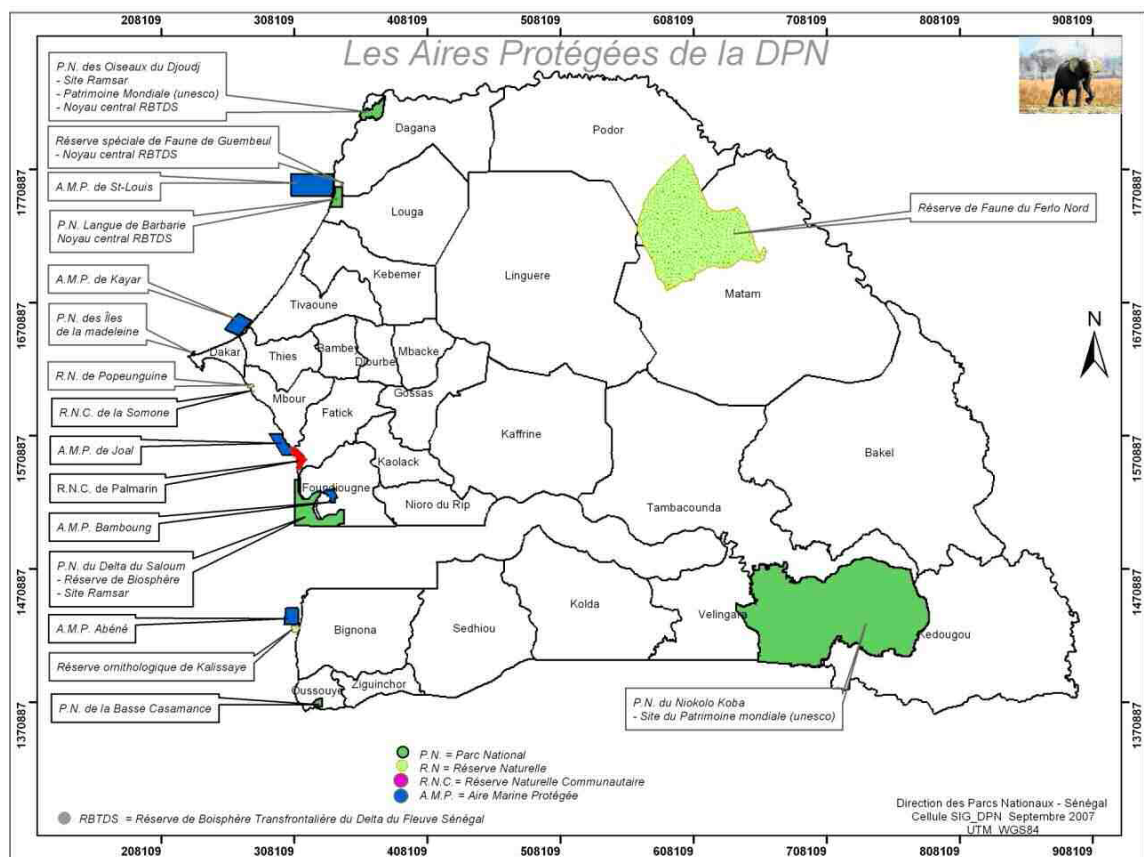 208109 308109 408109 508109 608109 708109 808109 908109
Les Aires Protégées de la DPN
P.N. des Oiseaux du Djoudj
- Site Ramsar
- Patrimoine Mondiale (unesco)
- Noyau central RBTDS
Réserve spéciale de Faune de Guembeul
- Noyau central RBTDS
A.M.P. de St-Louis
P.N. Langue de Barbarie
Noyau central RBTDS
A.M.P. de Kayar
P.N. des Îles
de la madeleine
R.N. de Popeunguine
R.N.C. de la Somone
A.M.P. de Joal
R.N.C. de Palmarin
A.M.P. Bamboung
P.N. du Delta du Saloum
- Réserve de Biosphère
- Site Ramsar
A.M.P. Abéné
Réserve ornithologique de Kalissaye
P.N. de la Basse Casamance
Réserve de Faune du Ferlo Nord
P.N. du Niokolo Koba
- Site du Patrimoine mondiale (unesco)
Dagana
Podor
Louga
Linguere
Kebemer
Matam
Tivaoune
Dakar
Thies
Bambey
Diourbel
Mbacke
Mbour
Fatick
Gossas
Kaffrine
Bakel
Kaolack
Foundiougne
Nioro du Rip
Tambacounda
Bignona
Sedhiou
Kolda
Velingara
Kedougou
Oussouye
Ziguinchor
N
1770887
1670887
1570887
1470887
1370887
1770887
1670887
1570887
1470887
1370887
P.N. = Parc National
R.N = Réserve Naturelle
R.N.C. = Réserve Naturelle Communautaire
A.M.P. = Aire Marine Protégée
RBTDS = Réserve de Boisphère Transfrontalière du Delta du Fleuve Sénégal
Direction des Parcs Nationaux - Sénégal
Cellule SIG_DPN Septembre 2007
UTM WGS84
208109 308109 408109 508109 608109 708109 808109 908109